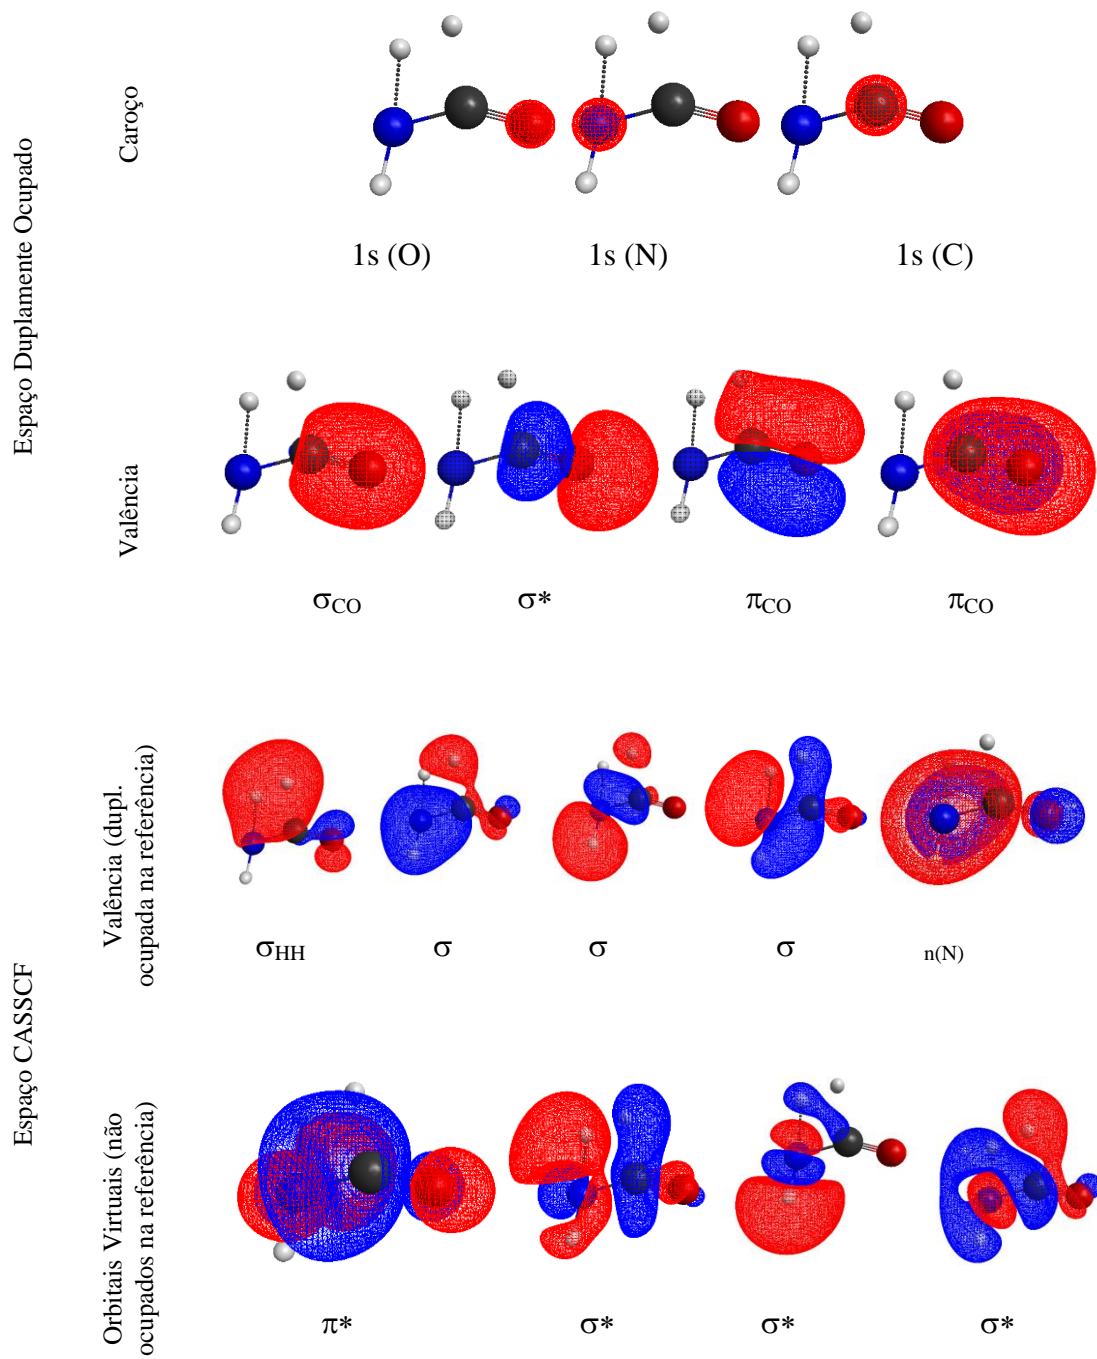 Espaço Duplamente Ocupado
Caroço
1s (O) 1s (N) 1s (C)
Valência
σCO σ* πCO πCO
Espaço CASSCF
Valência (dupl.
ocupada na referência)
σHH σ σ σ n(N)
Orbitais Virtuais (não
ocupados na referência)
π* σ* σ* σ*